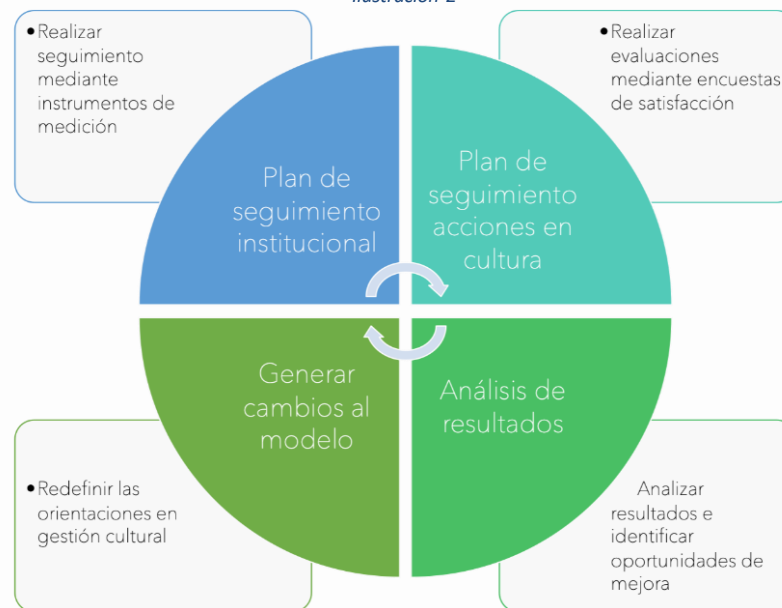 Ilustración 2
• Realizar
seguimiento
mediante
instrumentos de
medición
• Realizar
evaluaciones
mediante encuestas
de satisfacción
Plan de
seguimiento
institucional
Plan de
seguimiento
acciones en
cultura
Generar
cambios al
modelo
Análisis de
resultados
• Redefinir las
orientaciones en
gestión cultural
Analizar
resultados e
identificar
oportunidades de
mejora